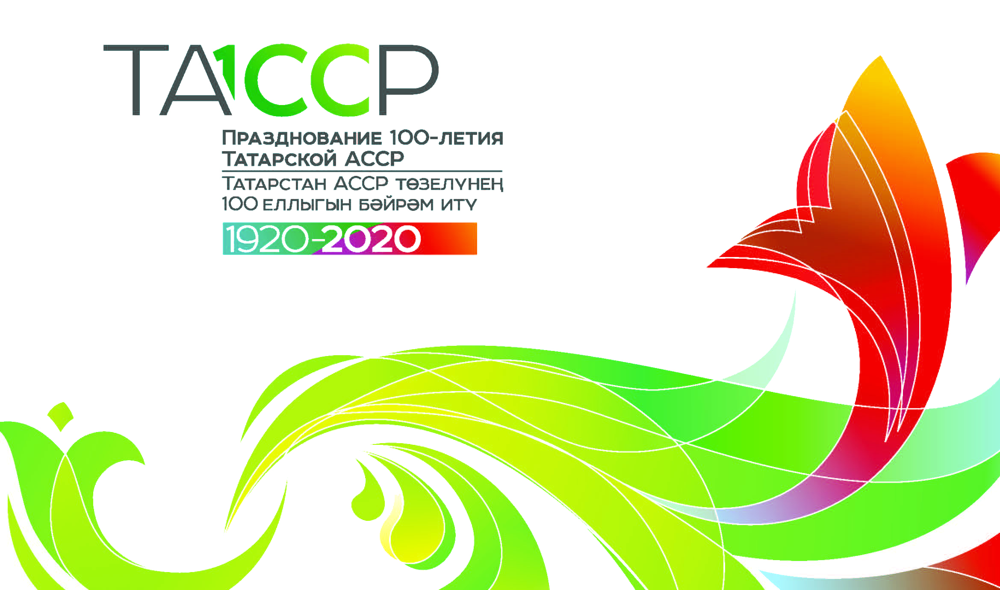 ТА1ССР
Празднование 100-летия
Татарской АССР
Татарстан АССР төзелүнең
100 еллыгын бәйрәм итү
1920-2020